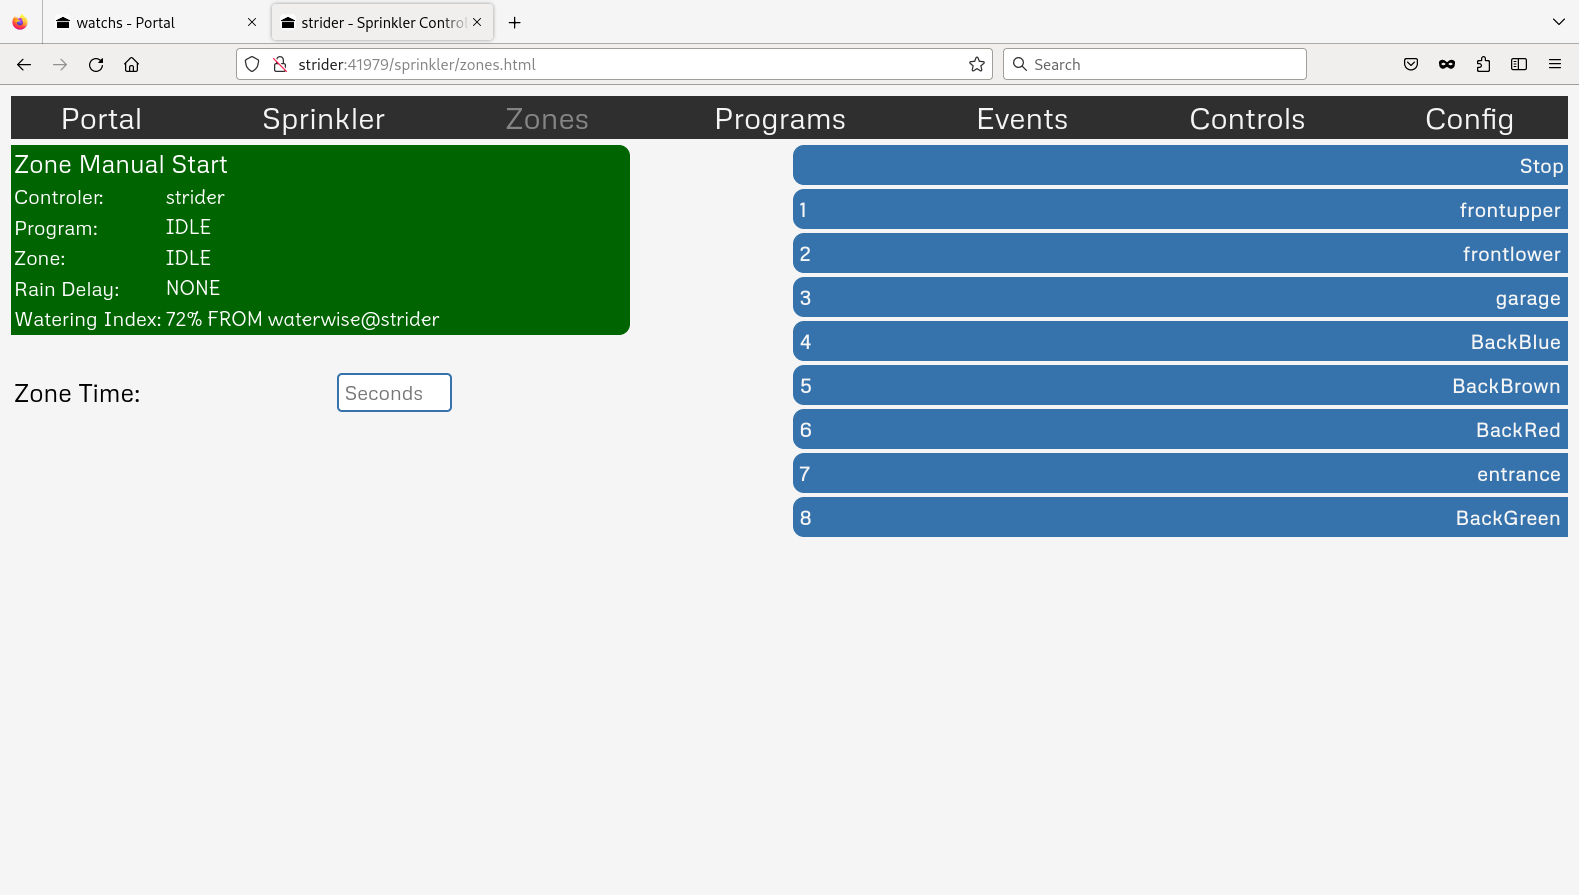 watchs - Portal
strider - Sprinkler Control
strider:41979/sprinkler/zones.html
Search
Portal Sprinkler Zones Programs Events Controls Config
Zone Manual Start
Controler: strider
Program: IDLE
Zone: IDLE
Rain Delay: NONE
Watering Index: 72% FROM waterwise@strider
Zone Time: Seconds
Stop
1 frontupper
2 frontlower
3 garage
4 BackBlue
5 BackBrown
6 BackRed
7 entrance
8 BackGreen